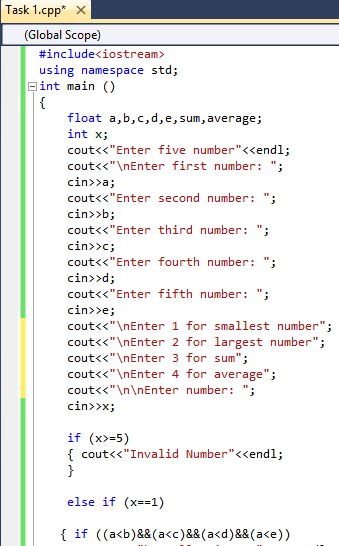 Task 1.cpp*
(Global Scope)
#include<iostream>
using namespace std;
int main ()
{
float a,b,c,d,e,sum,average;
int x;
cout<<"Enter five number"<<endl;
cout<<"\nEnter first number: ";
cin>>a;
cout<<"Enter second number: ";
cin>>b;
cout<<"Enter third number: ";
cin>>c;
cout<<"Enter fourth number: ";
cin>>d;
cout<<"Enter fifth number: ";
cin>>e;
cout<<"\nEnter 1 for smallest number";
cout<<"\nEnter 2 for largest number";
cout<<"\nEnter 3 for sum";
cout<<"\nEnter 4 for average";
cout<<"\n\nEnter number: ";
cin>>x;
if (x>=5)
{ cout<<"Invalid Number"<<endl;
}
else if (x==1)
{ if ((a<b)&&(a<c)&&(a<d)&&(a<e))